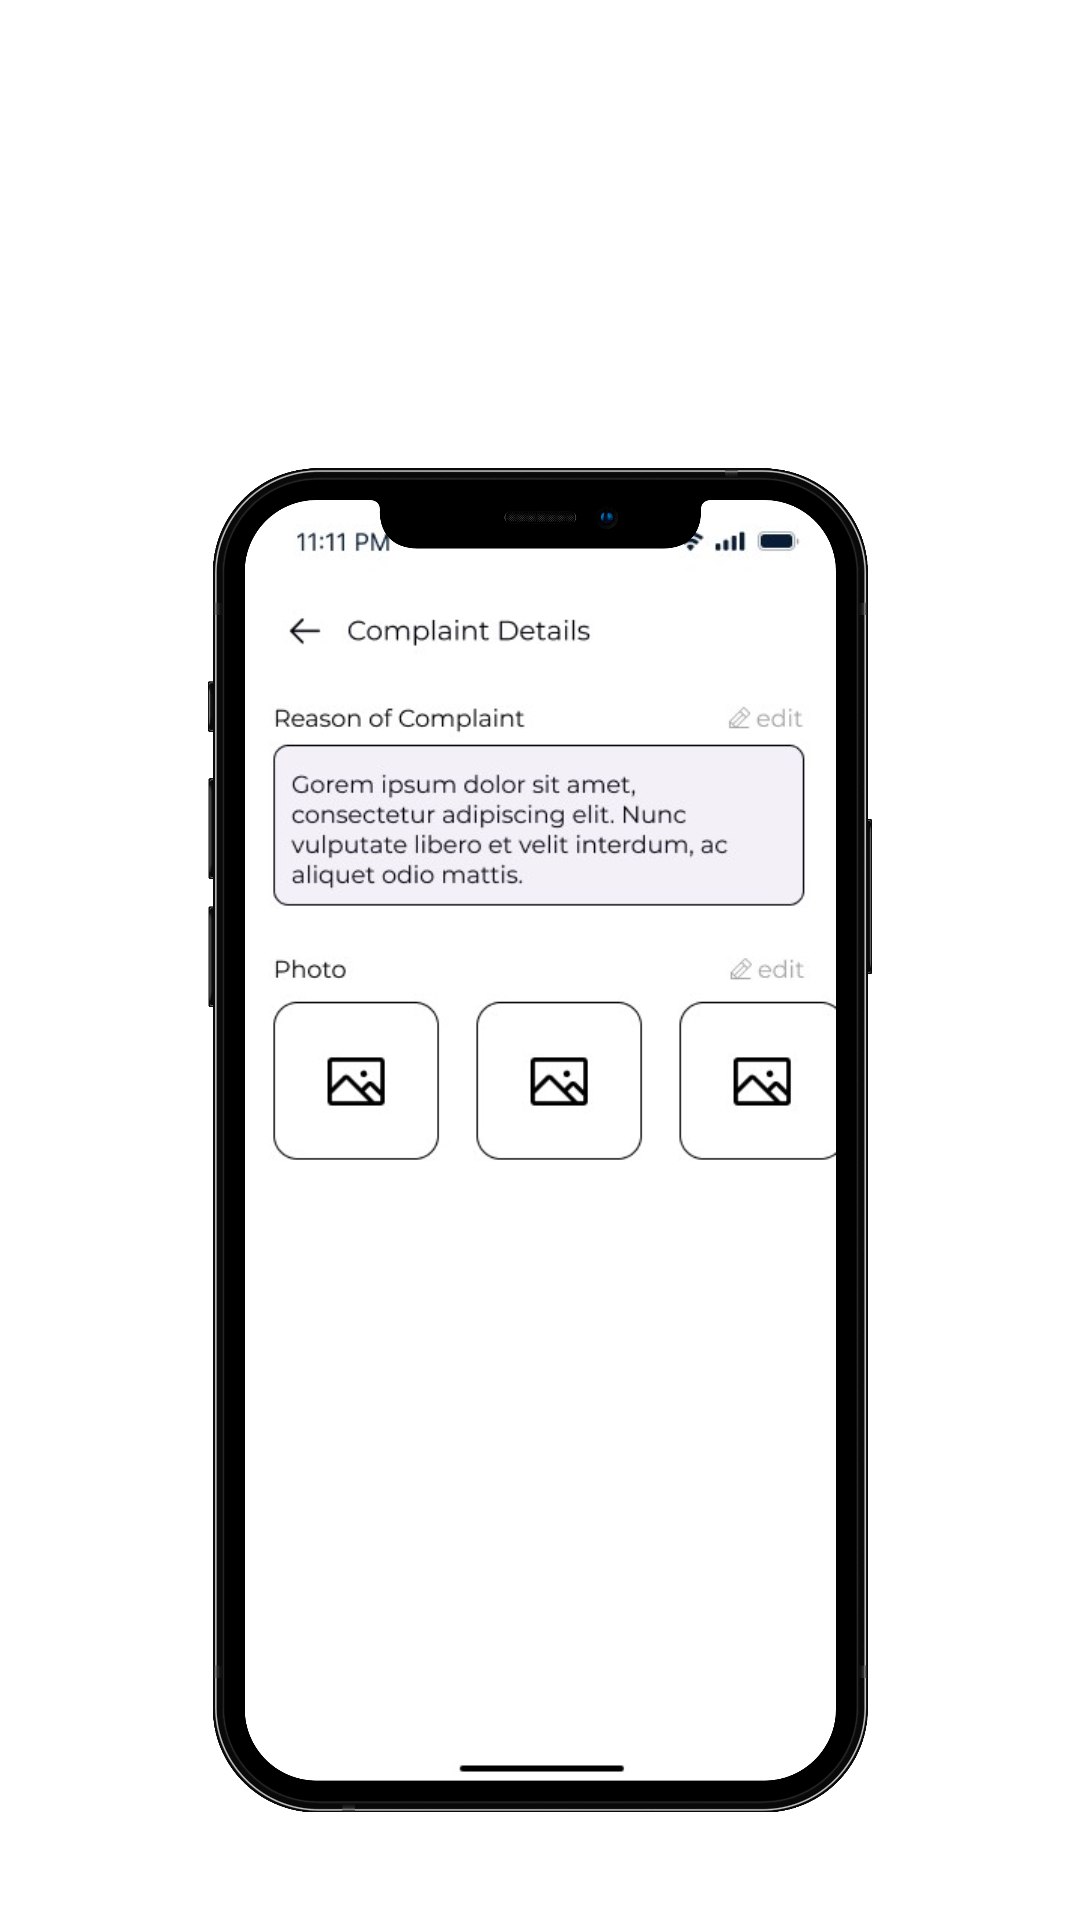 11:11 PM
Complaint Details
Reason of Complaint
edit
Gorem ipsum dolor sit amet,
consectetur adipiscing elit. Nunc
vulputate libero et velit interdum, ac
aliquet odio mattis.
Photo
edit